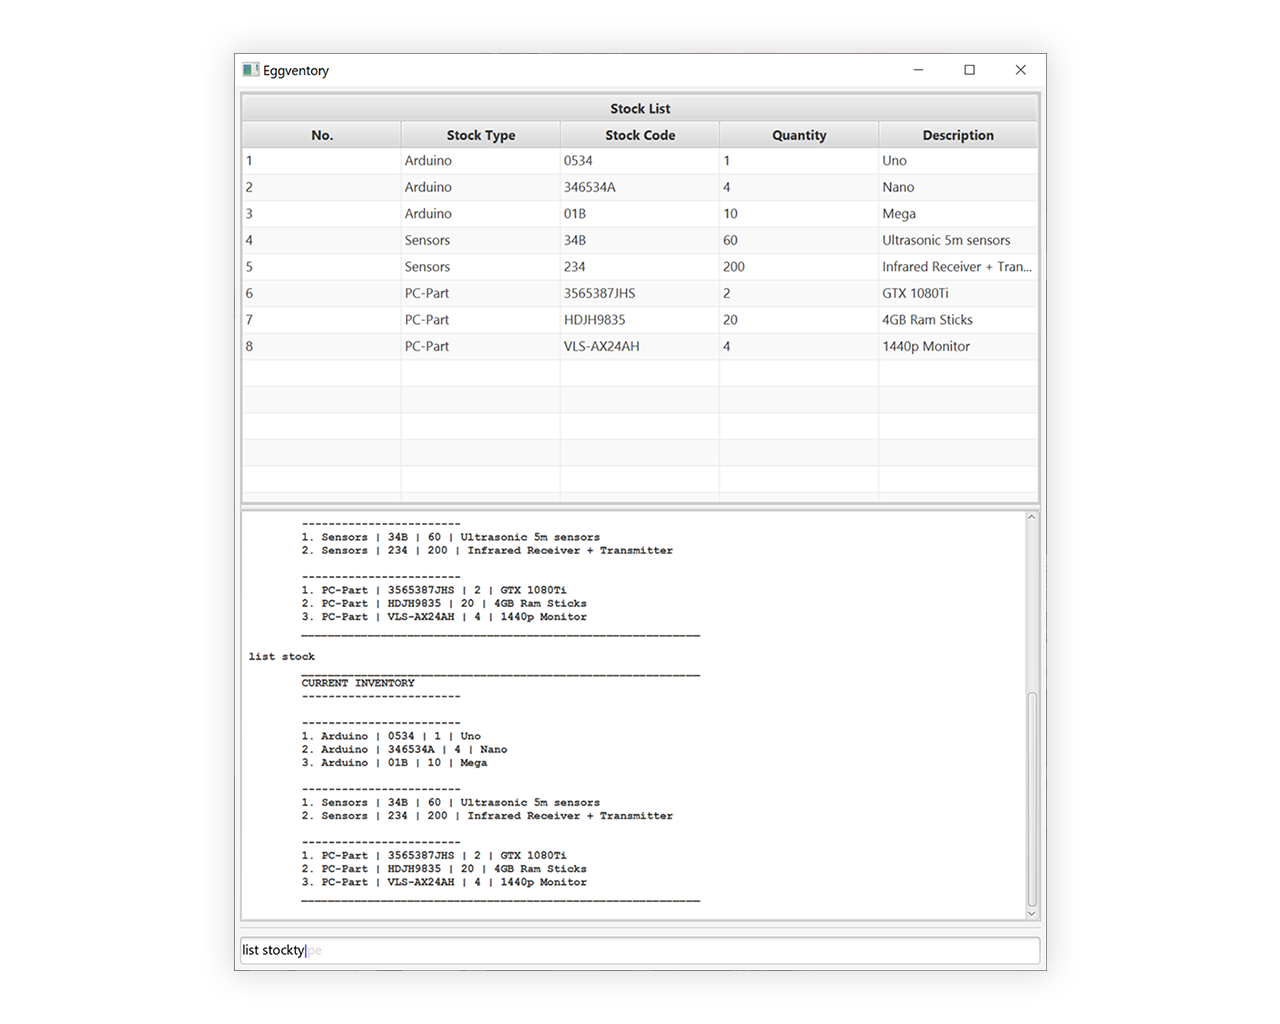 Eggventory
Stock List
No. Stock Type Stock Code Quantity Description
1 Arduino 0534 1 Uno
2 Arduino 346534A 4 Nano
3 Arduino 01B 10 Mega
4 Sensors 34B 60 Ultrasonic 5m sensors
5 Sensors 234 200 Infrared Receiver + Tran...
6 PC-Part 3565387JHS 2 GTX 1080Ti
7 PC-Part HDJH9835 20 4GB Ram Sticks
8 PC-Part VLS-AX24AH 4 1440p Monitor
------------------------
1. Sensors | 34B | 60 | Ultrasonic 5m sensors
2. Sensors | 234 | 200 | Infrared Receiver + Transmitter
------------------------
1. PC-Part | 3565387JHS | 2 | GTX 1080Ti
2. PC-Part | HDJH9835 | 20 | 4GB Ram Sticks
3. PC-Part | VLS-AX24AH | 4 | 1440p Monitor
____________________________________________________________
list stock
____________________________________________________________
CURRENT INVENTORY
------------------------
------------------------
1. Arduino | 0534 | 1 | Uno
2. Arduino | 346534A | 4 | Nano
3. Arduino | 01B | 10 | Mega
------------------------
1. Sensors | 34B | 60 | Ultrasonic 5m sensors
2. Sensors | 234 | 200 | Infrared Receiver + Transmitter
------------------------
1. PC-Part | 3565387JHS | 2 | GTX 1080Ti
2. PC-Part | HDJH9835 | 20 | 4GB Ram Sticks
3. PC-Part | VLS-AX24AH | 4 | 1440p Monitor
____________________________________________________________
list stocktype